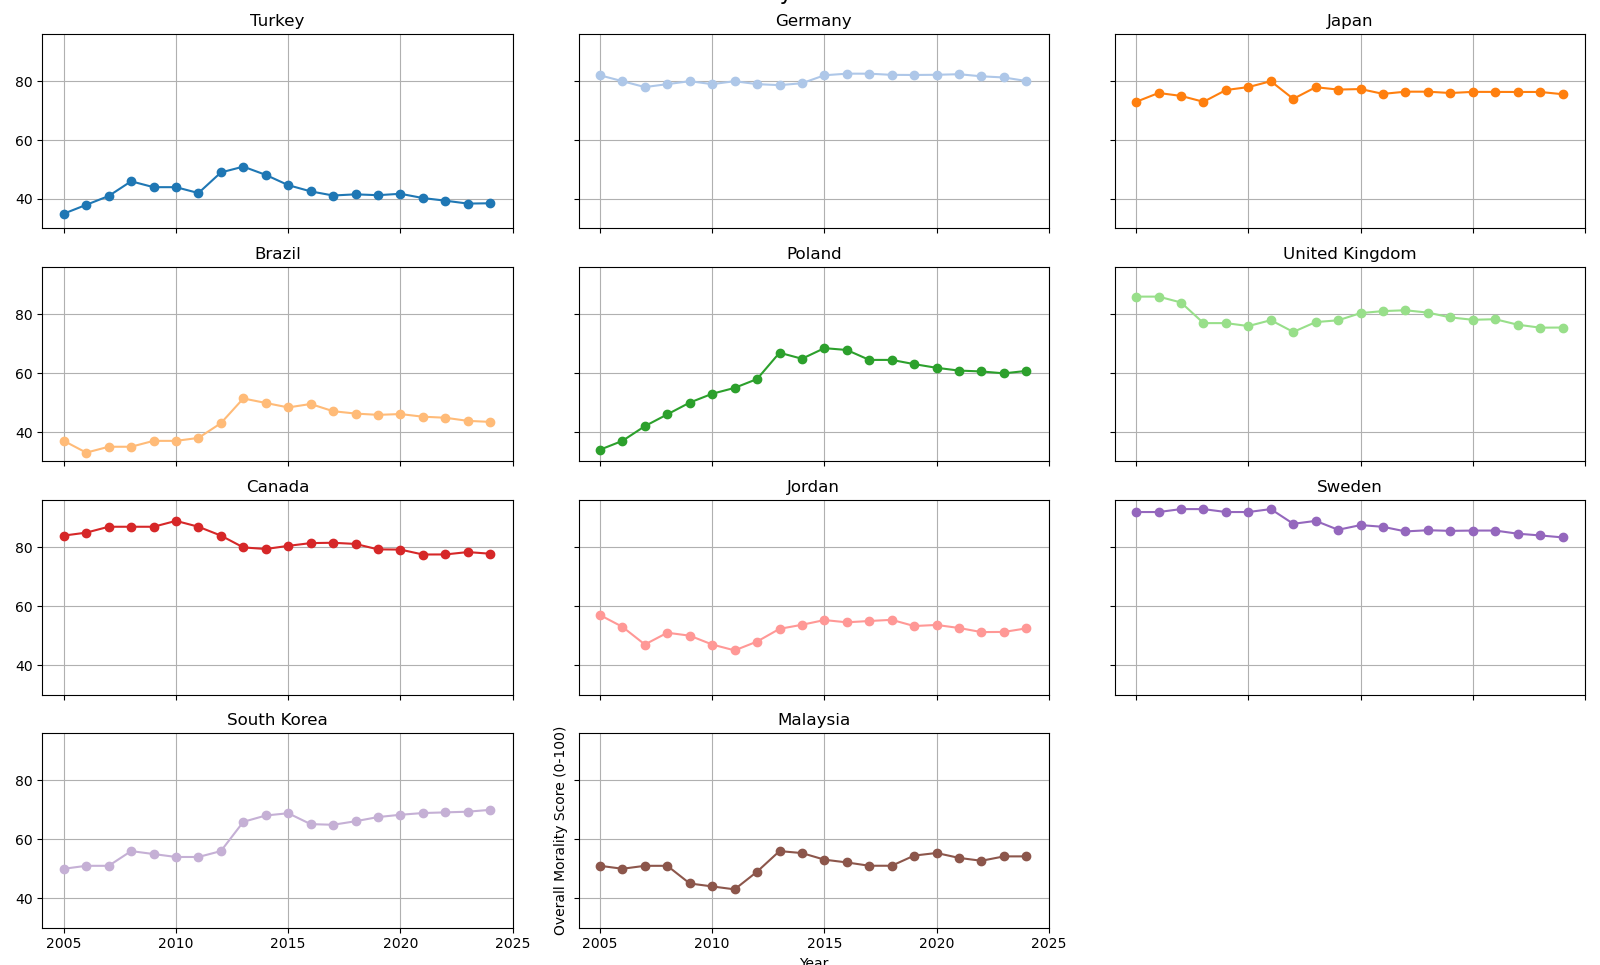 Turkey
Germany
Japan
80
60
40
Brazil
Poland
United Kingdom
80
60
40
Canada
Jordan
Sweden
80
60
40
South Korea
Malaysia
80
60
40
Overall Morality Score (0-100)
2005 2010 2015 2020 2025
2005 2010 2015 2020 2025
Year